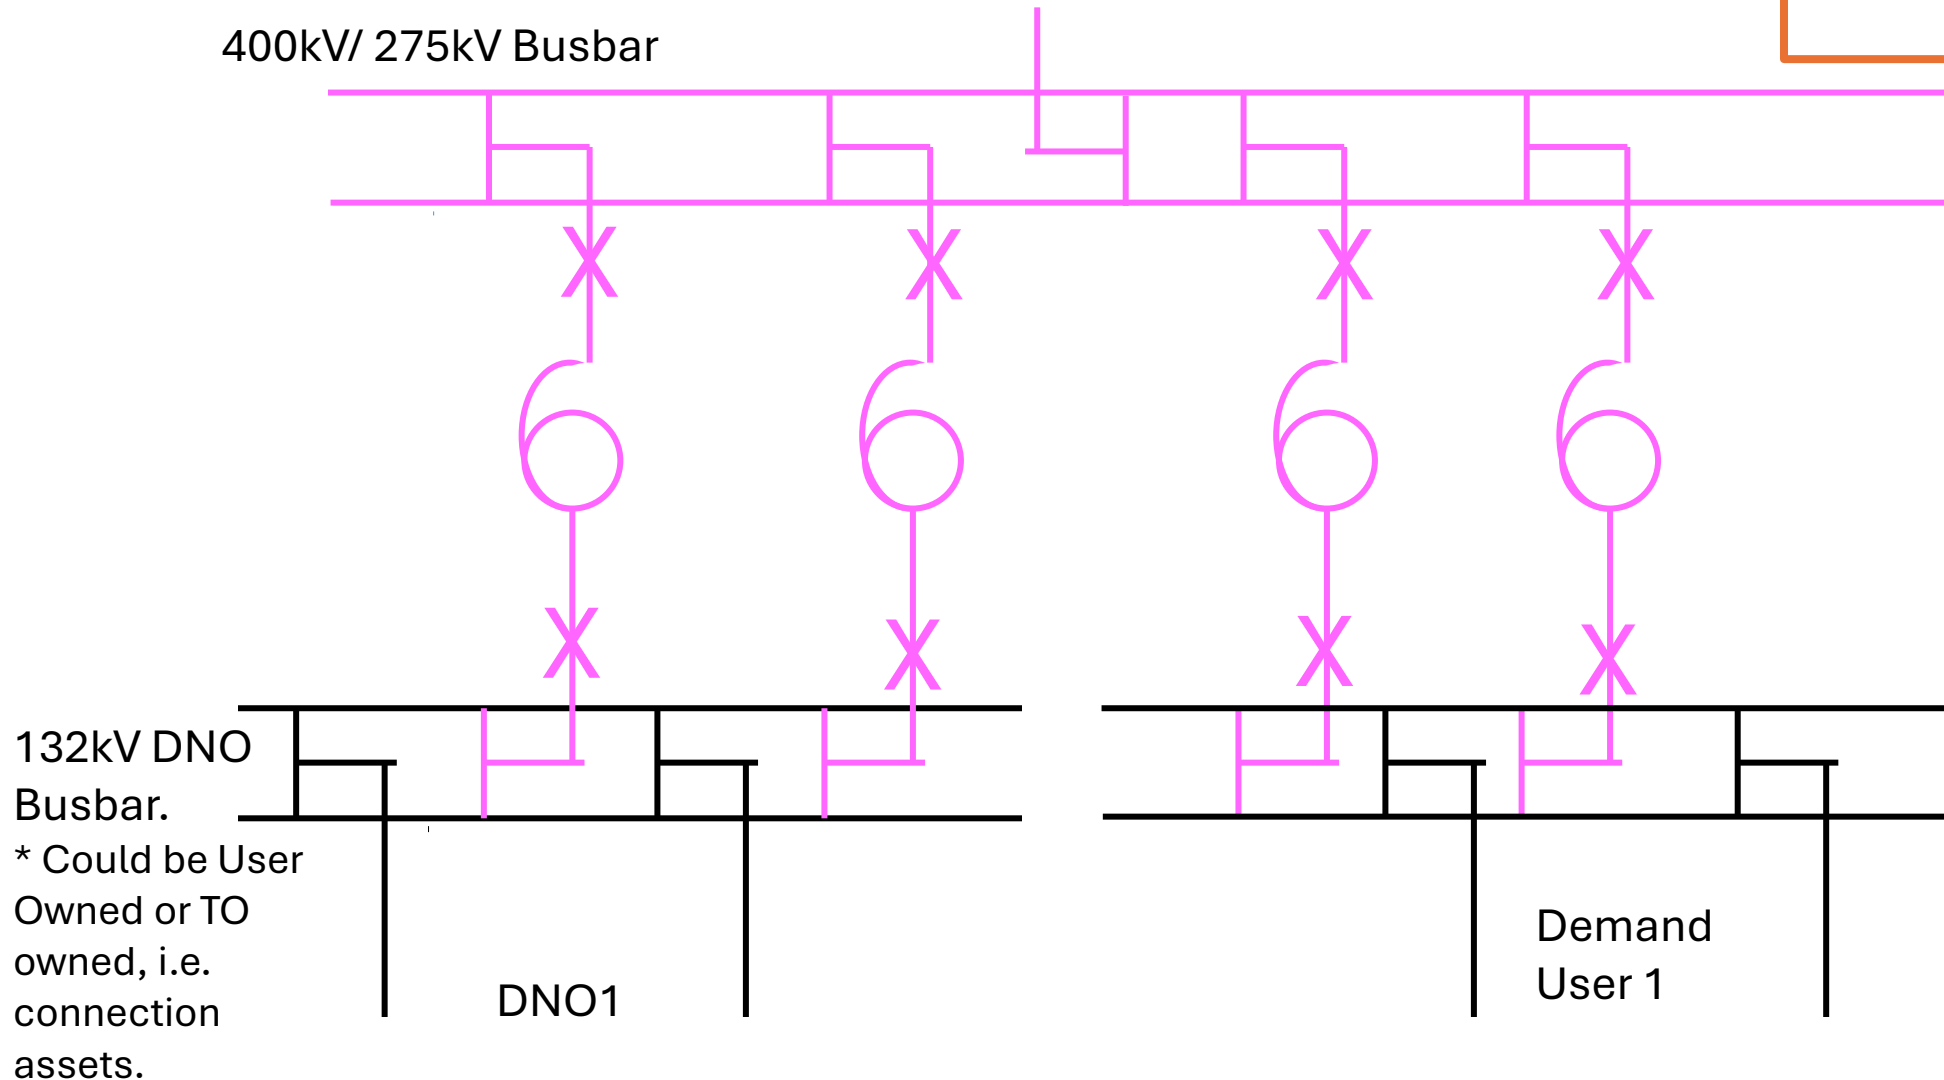 400kV/ 275kV Busbar
X X X X
X X X X
132kV DNO
Busbar.
* Could be User
Owned or TO
owned, i.e.
connection
assets.
DNO1
Demand
User 1